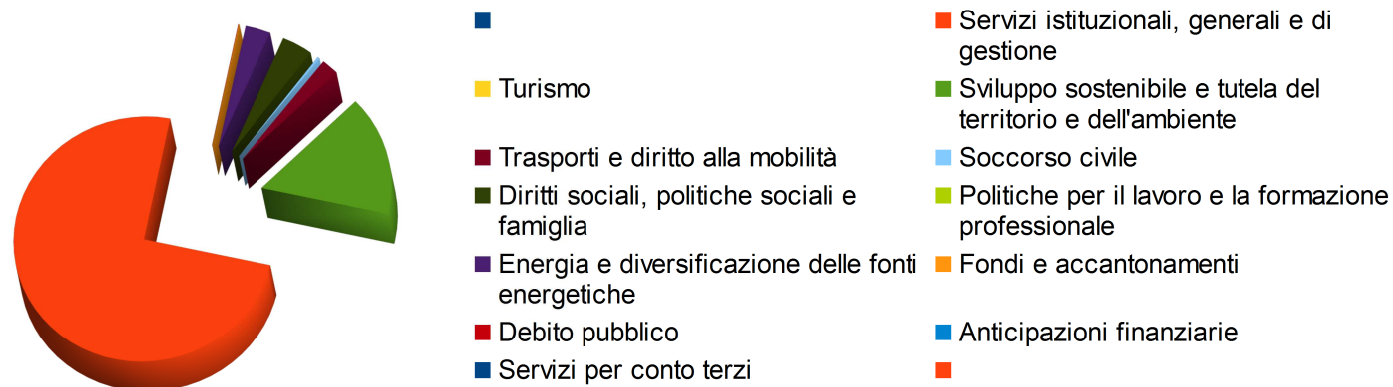 Servizi istituzionali, generali e di
gestione
Turismo
Sviluppo sostenibile e tutela del
territorio e dell'ambiente
Trasporti e diritto alla mobilità
Soccorso civile
Diritti sociali, politiche sociali e
famiglia
Politiche per il lavoro e la formazione
professionale
Energia e diversificazione delle fonti
energetiche
Fondi e accantonamenti
Debito pubblico
Anticipazioni finanziarie
Servizi per conto terzi